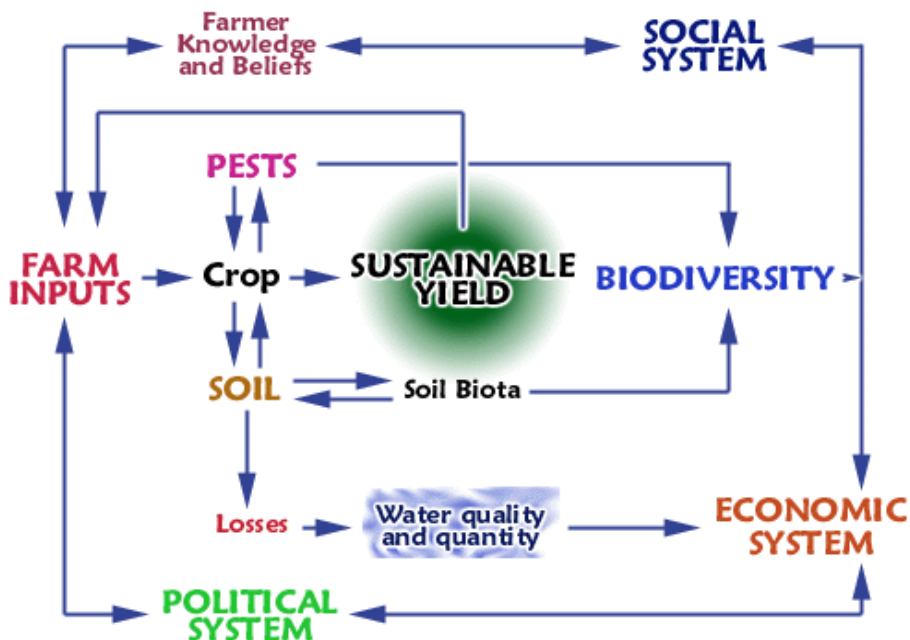 Farmer
Knowledge
and Beliefs
SOCIAL
SYSTEM
PESTS
FARM
INPUTS
Crop
SUSTAINABLE
YIELD
BIODIVERSITY
SOIL
Soil Biota
Losses
Water quality
and quantity
ECONOMIC
SYSTEM
POLITICAL
SYSTEM